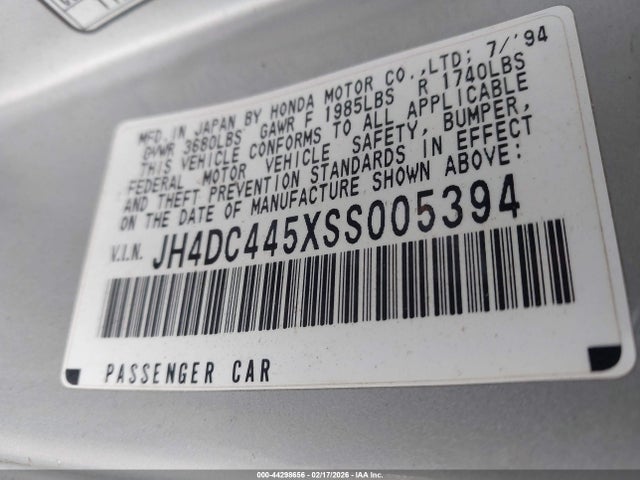 MFD. IN JAPAN BY HONDA MOTOR CO.,LTD; 7/'94
GVWR 3680LBS GAWR F 1985LBS R 1740LBS
THIS VEHICLE CONFORMS TO ALL APPLICABLE
FEDERAL MOTOR VEHICLE SAFETY, BUMPER,
AND THEFT PREVENTION STANDARDS IN EFFECT
ON THE DATE OF MANUFACTURE SHOWN ABOVE:
V.I.N. JH4DC445XSS005394
PASSENGER CAR
000-44298656 - 02/17/2026 - IAA Inc.